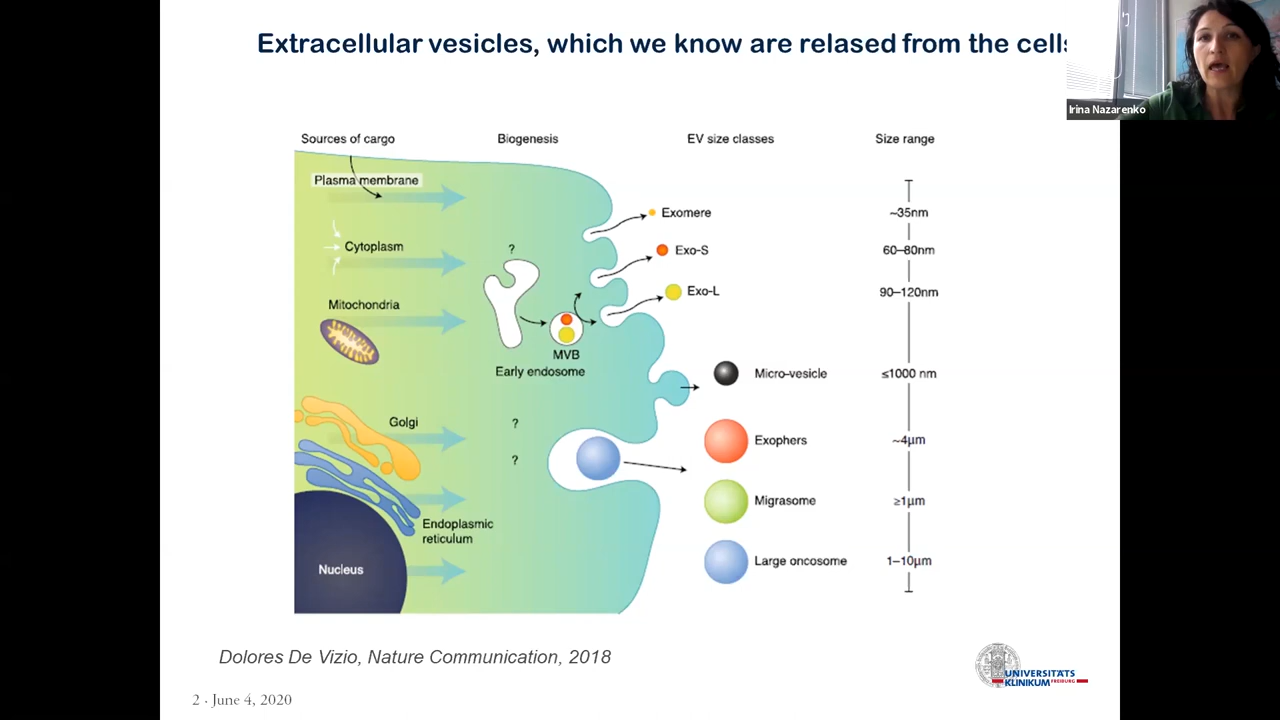 Extracellular vesicles, which we know are relased from the cells
Irina Nazarenko
Sources of cargo
Biogenesis
EV size classes
Size range
Plasma membrane
Exomere
~35nm
Cytoplasm
?
Exo-S
60–80nm
Mitochondria
Exo-L
90–120nm
MVB
Early endosome
Micro-vesicle
≤1000 nm
Golgi
?
Exophers
~4µm
?
Migrasome
≥1µm
Endoplasmic
reticulum
Nucleus
Large oncosome
1–10µm
Dolores De Vizio, Nature Communication, 2018
UNIVERSITÄTS
KLINIKUM FREIBURG
2 · June 4, 2020